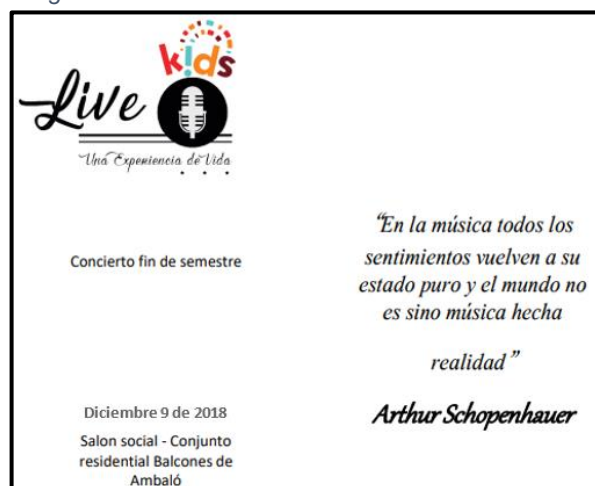 kids
Live
Una Experiencia de Vida
Concierto fin de semestre
Diciembre 9 de 2018
Salon social - Conjunto
residential Balcones de
Ambaló
“En la música todos los
sentimientos vuelven a su
estado puro y el mundo no
es sino música hecha
realidad”
Arthur Schopenhauer